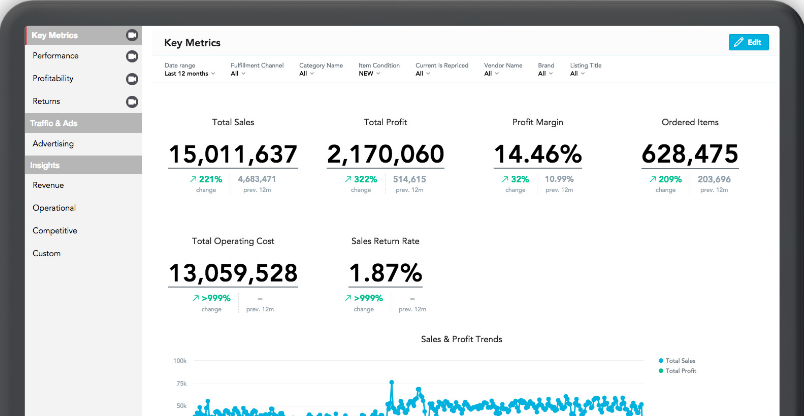 Key Metrics
Performance
Profitability
Returns
Traffic & Ads
Advertising
Insights
Revenue
Operational
Competitive
Custom
Key Metrics
Edit
Date range Fulfillment Channel Category Name Item Condition Current Is Repriced Vendor Name Brand Listing Title
Last 12 months All All NEW All All All All
Total Sales Total Profit Profit Margin Ordered Items
15,011,637 2,170,060 14.46% 628,475
221% 4,683,471 322% 514,615 32% 10.99% 209% 203,696
change prev. 12m change prev. 12m change prev. 12m change prev. 12m
Total Operating Cost Sales Return Rate
13,059,528 1.87%
>999% – >999% –
change prev. 12m change prev. 12m
Sales & Profit Trends
100k
75k
50k
Total Sales
Total Profit